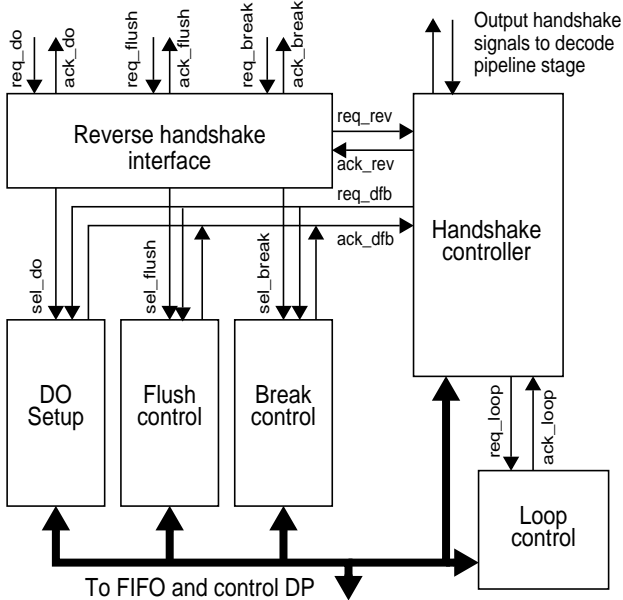 req_do
ack_do
req_flush
ack_flush
req_break
ack_break
Output handshake
signals to decode
pipeline stage
Reverse handshake
interface
req_rev
ack_rev
req_dfb
ack_dfb
Handshake
controller
sel_do
sel_flush
sel_break
DO
Setup
Flush
control
Break
control
req_loop
ack_loop
Loop
control
To FIFO and control DP